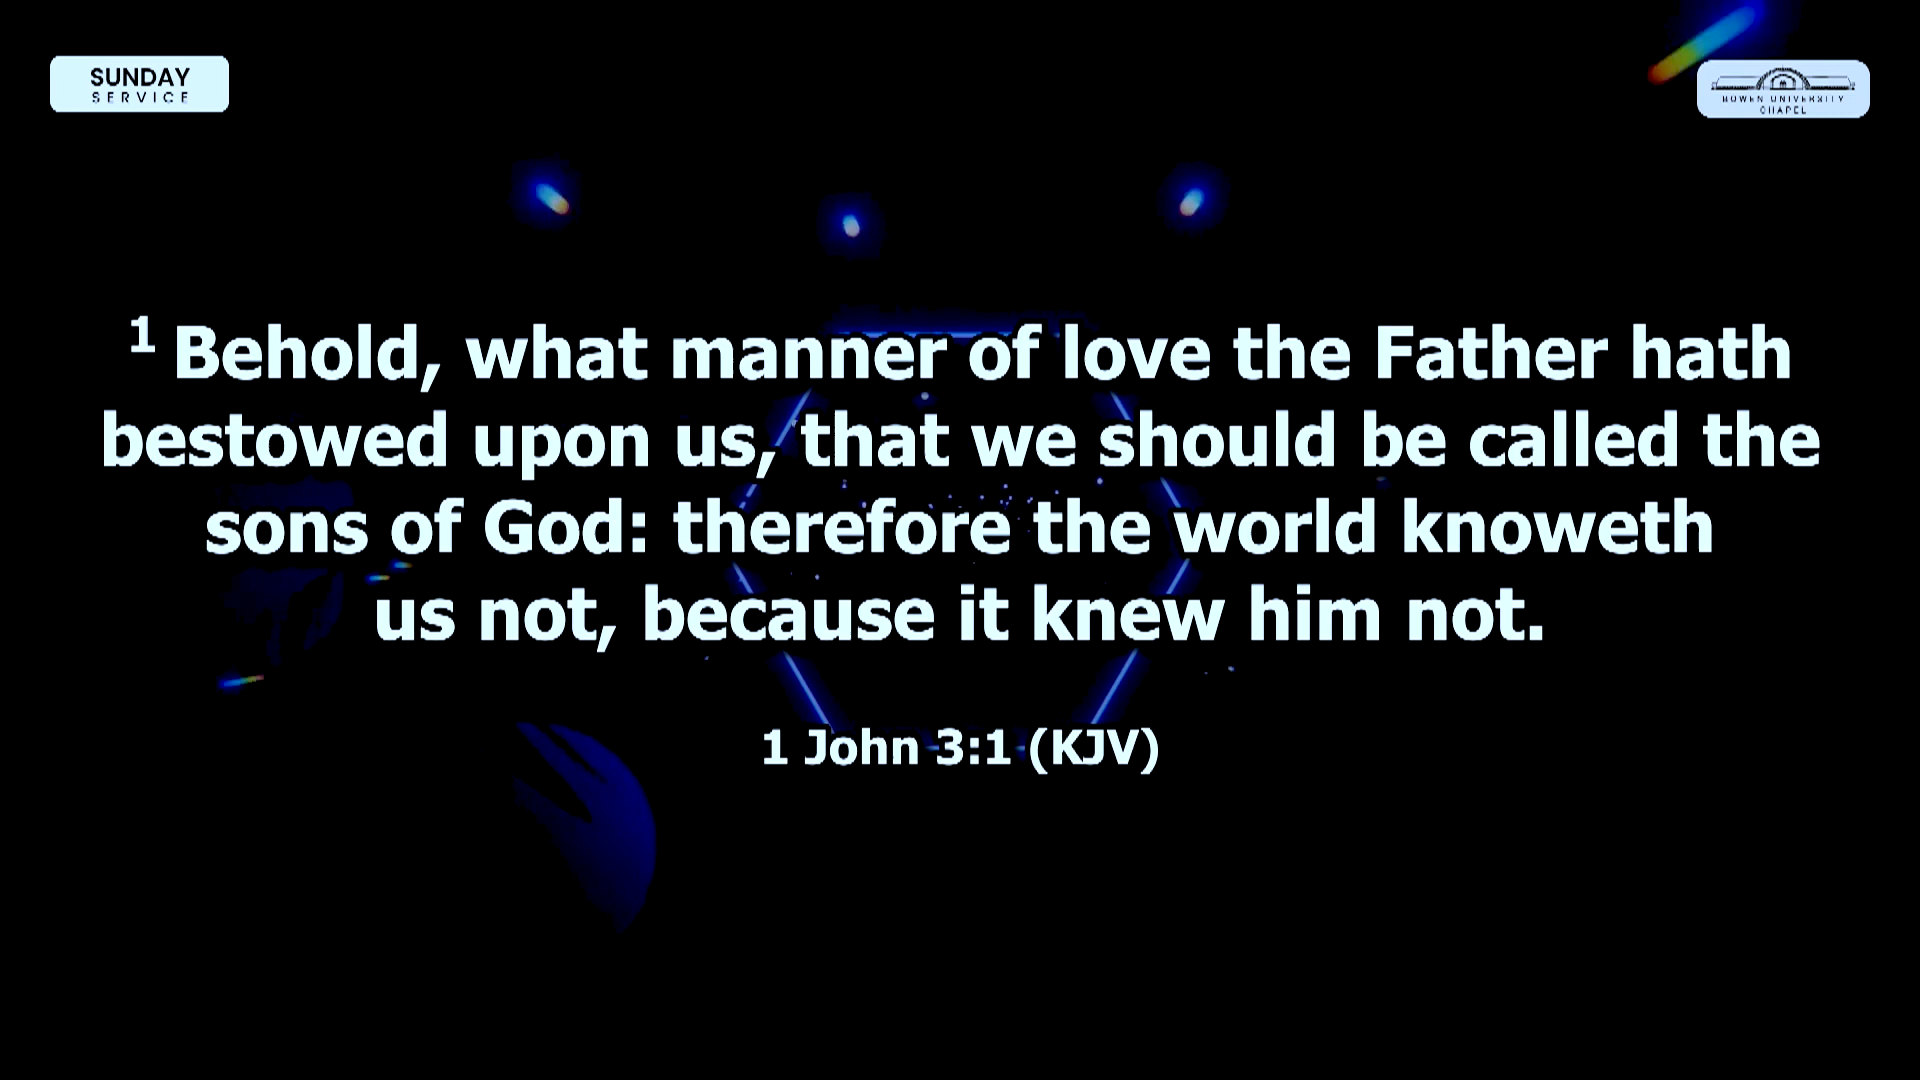 SUNDAY
SERVICE
BOWEN UNIVERSITY
CHAPEL
1 Behold, what manner of love the Father hath
bestowed upon us, that we should be called the
sons of God: therefore the world knoweth
us not, because it knew him not.
1 John 3:1 (KJV)